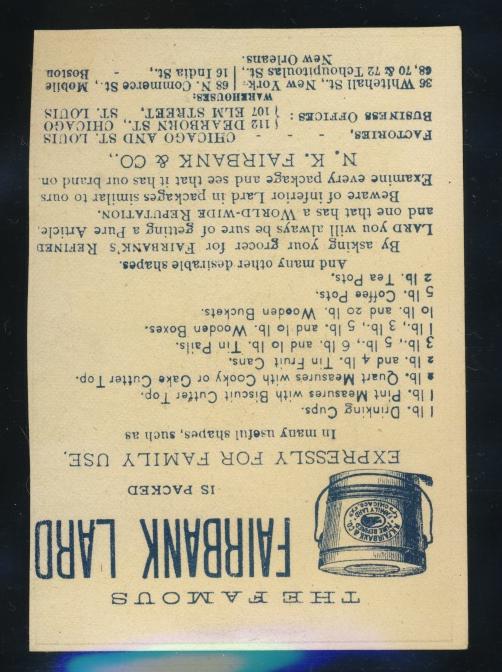 THE FAMOUS
FAIRBANK LARD
IS PACKED
EXPRESSLY FOR FAMILY USE,
In many useful shapes, such as
1 lb. Drinking Cups.
1 lb. Pint Measures with Biscuit Cutter Top.
2 lb. Quart Measures with Cooky or Cake Cutter Top.
2 lb. and 4 lb. Tin Fruit Cans.
3 lb., 5 lb., 6 lb. and 10 lb. Tin Pails.
1 lb., 3 lb., 5 lb. and 10 lb. Wooden Boxes.
10 lb. and 20 lb. Wooden Buckets.
5 lb. Coffee Pots.
2 lb. Tea Pots,
And many other desirable shapes.
By asking your grocer for FAIRBANK'S REFINED
LARD you will always be sure of getting a Pure Article,
and one that has a WORLD-WIDE REPUTATION.
Beware of inferior Lard in packages similar to ours
Examine every package and see that it has our brand on.
N. K. FAIRBANK & CO.,
FACTORIES, - - - CHICAGO AND ST. LOUIS
BUSINESS OFFICES: { 112 DEARBORN ST., CHICAGO
{ 107 ELM STREET, ST. LOUIS
WAREHOUSES:
36 Whitehall St., New York. | 68 N. Commerce St., Mobile
68, 70 & 72 Tchoupitoulas St., | 16 India St., - Boston
New Orleans.